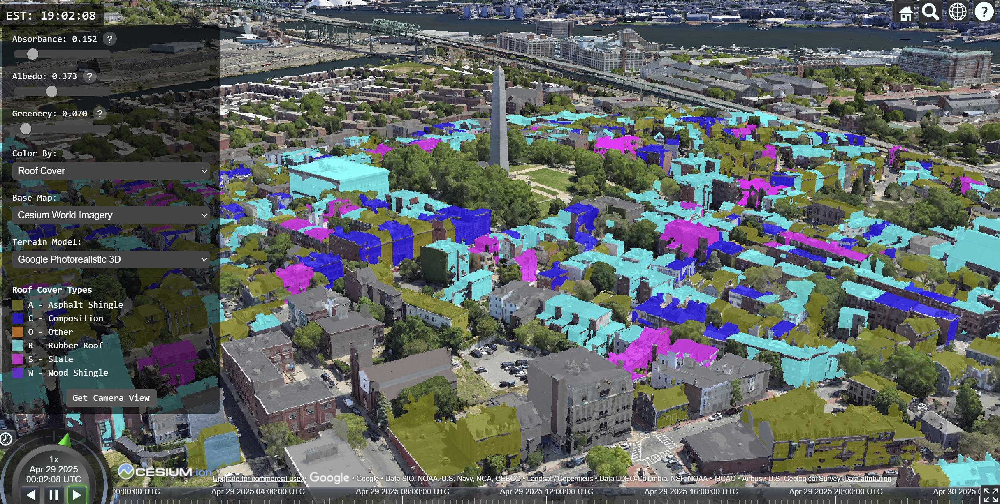 EST: 19:02:08
?
Absorbance: 0.152 ?
Albedo: 0.373 ?
Greenery: 0.070 ?
Color By:
Roof Cover
Base Map:
Cesium World Imagery
Terrain Model:
Google Photorealistic 3D
Roof Cover Types
A - Asphalt Shingle
C - Composition
O - Other
R - Rubber Roof
S - Slate
W - Wood Shingle
Get Camera View
1x
Apr 29 2025
00:02:08 UTC
CESIUM ion
Upgrade for commercial use. • Google • Google • Data SIO, NOAA, U.S. Navy, NGA, GEBCO • Landsat / Copernicus • Data LDEO-Columbia, NSF, NOAA • IBCAO • Airbus • U.S. Geological Survey Data attribution
00:00:00 UTC Apr 29 2025 04:00:00 UTC Apr 29 2025 08:00:00 UTC Apr 29 2025 12:00:00 UTC Apr 29 2025 16:00:00 UTC Apr 29 2025 20:00:00 UTC Apr 30 2025